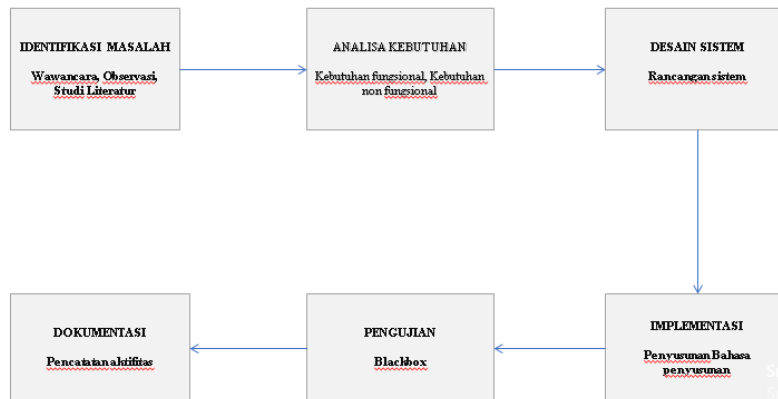 IDENTIFIKASI MASALAH
Wawancara, Observasi,
Studi Literatur
ANALISA KEBUTUHAN
Kebutuhan fungsional, Kebutuhan
non fungsional
DESAIN SISTEM
Rancangan sistem
IMPLEMENTASI
Penyusunan Bahasa
penyusunan
PENGUJIAN
Blackbox
DOKUMENTASI
Pencatatan aktifitas